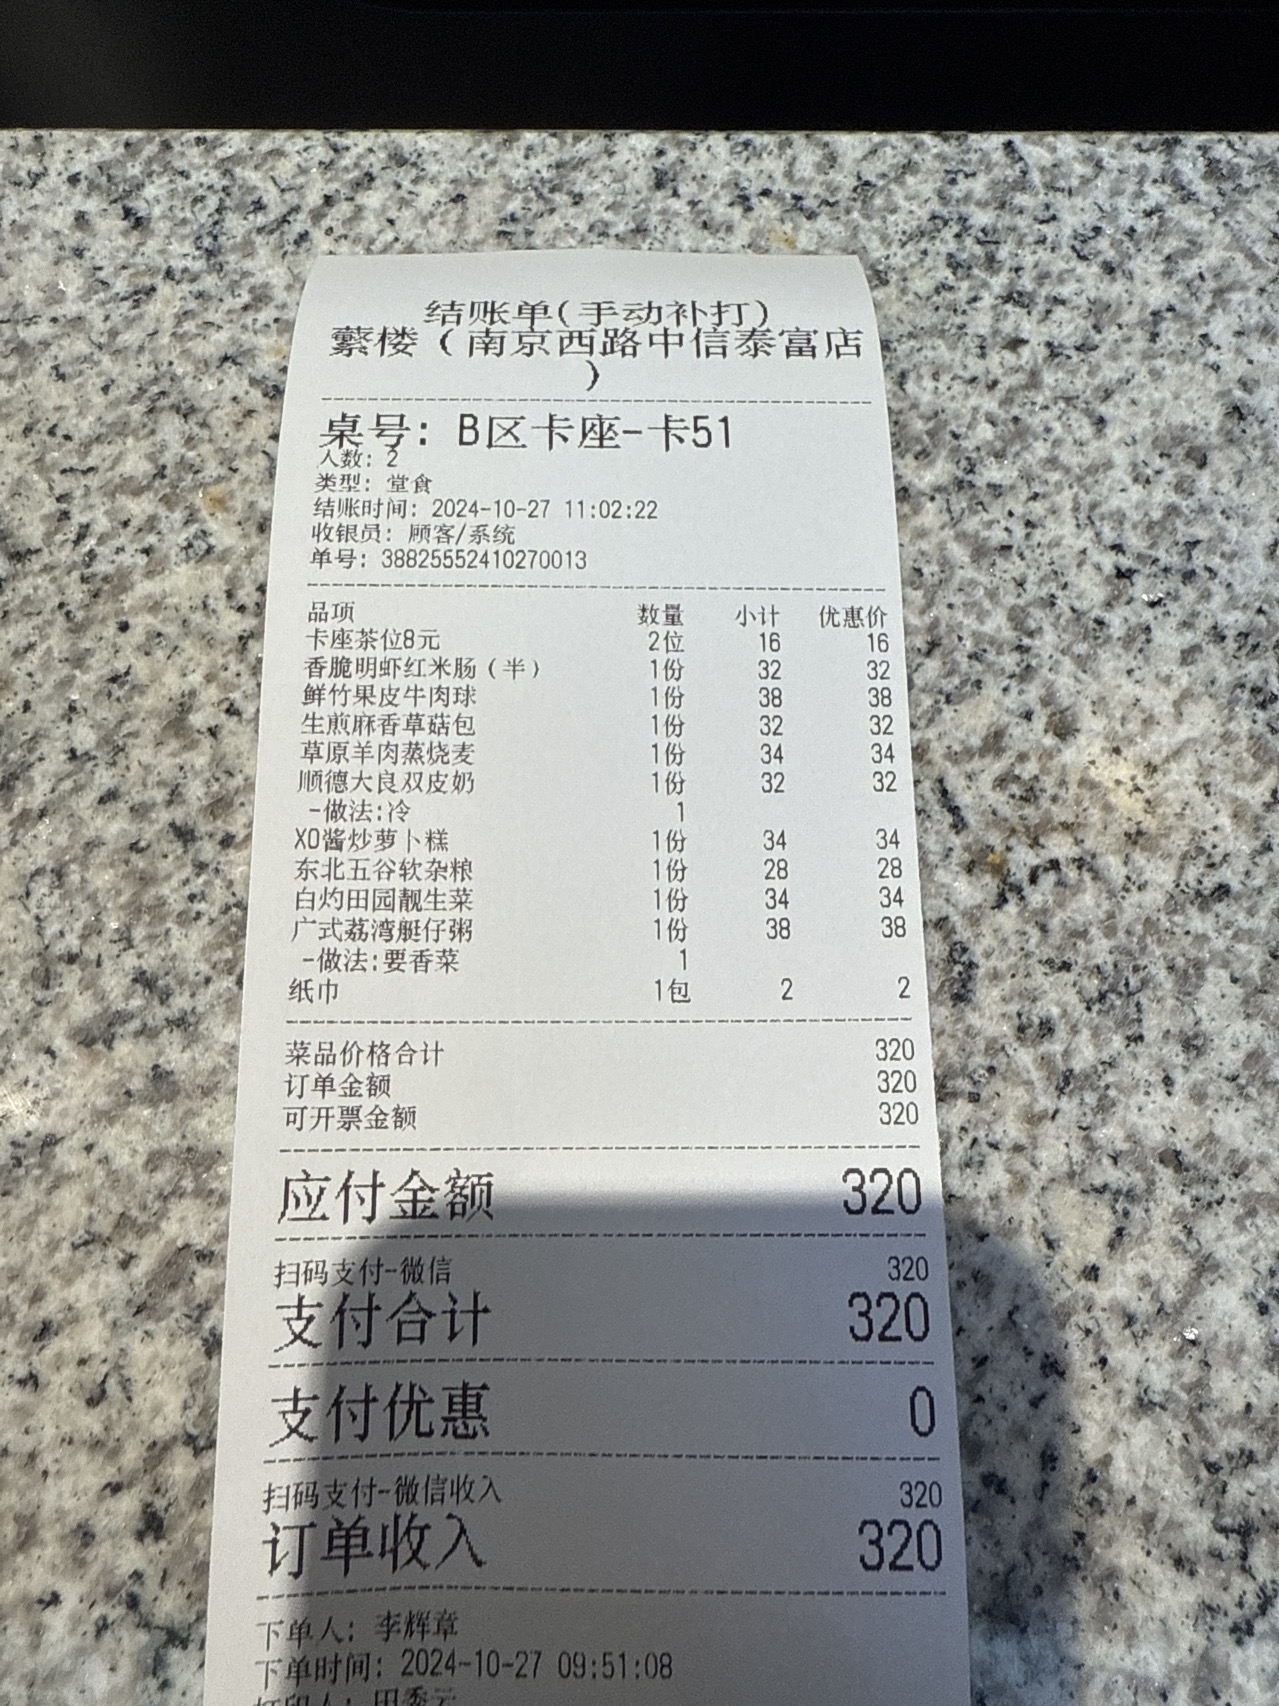 结账单(手动补打)
蘩楼（南京西路中信泰富店
）
桌号: B区卡座-卡51
人数: 2
类型: 堂食
结账时间: 2024-10-27 11:02:22
收银员: 顾客/系统
单号: 38825552410270013
品项 数量 小计 优惠价
卡座茶位8元 2位 16 16
香脆明虾红米肠（半） 1份 32 32
鲜竹果皮牛肉球 1份 38 38
生煎麻香草菇包 1份 32 32
草原羊肉蒸烧麦 1份 34 34
顺德大良双皮奶 1份 32 32
-做法:冷 1
XO酱炒萝卜糕 1份 34 34
东北五谷软杂粮 1份 28 28
白灼田园靓生菜 1份 34 34
广式荔湾艇仔粥 1份 38 38
-做法:要香菜 1
纸巾 1包 2 2
菜品价格合计 320
订单金额 320
可开票金额 320
应付金额 320
扫码支付-微信 320
支付合计 320
支付优惠 0
扫码支付-微信收入 320
订单收入 320
下单人: 李辉章
下单时间: 2024-10-27 09:51:08
打印人: 田秀云